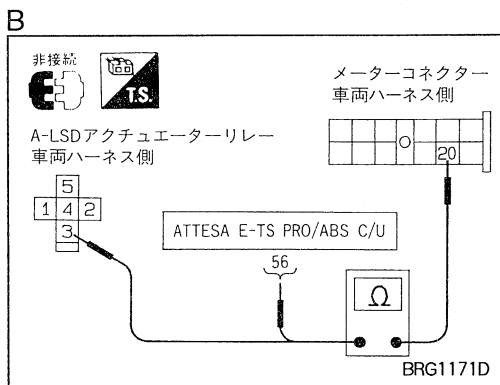 B
非接続
T.S.
メーターコネクター
車両ハーネス側
A-LSDアクチュエーターリレー
車両ハーネス側
20
5
1 4 2
3
ATTESA E-TS PRO/ABS C/U
56
Ω
BRG1171D